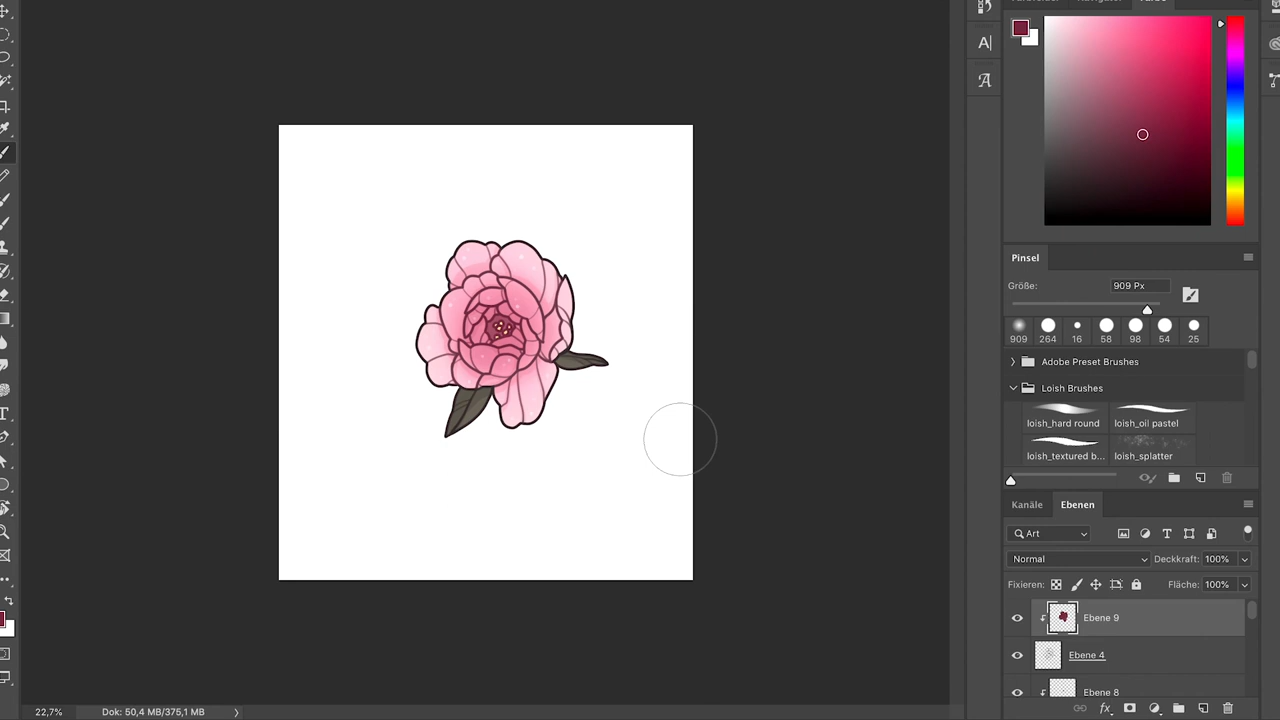 Farbfelder Navigator Farbe
A|
A
Pinsel
Größe: 909 Px
909 264 16 58 98 54 25
Adobe Preset Brushes
Loish Brushes
loish_hard round loish_oil pastel
loish_textured b... loish_splatter
Kanäle Ebenen
Art
Normal Deckkraft: 100%
Fixieren: Fläche: 100%
Ebene 9
Ebene 4
Ebene 8
fx
T
22,7% Dok: 50,4 MB/375,1 MB